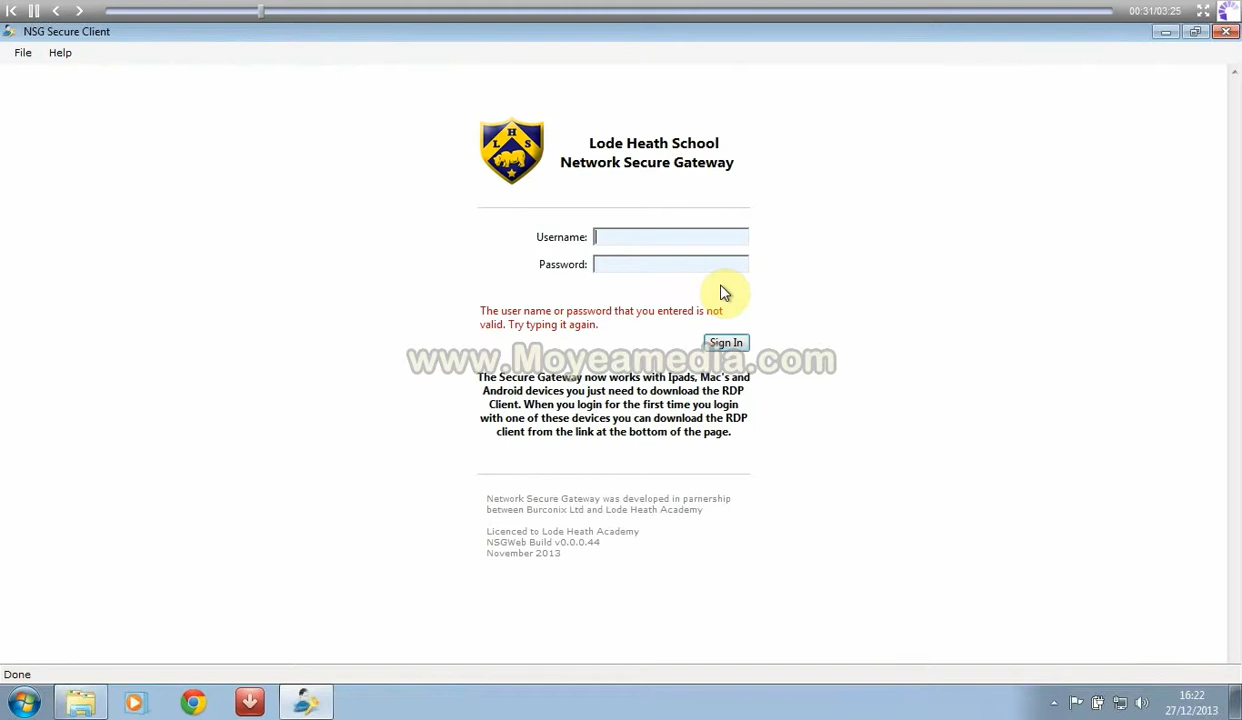 00:31/03:25
NSG Secure Client
File Help
H
L S
Lode Heath School
Network Secure Gateway
Username:
Password:
The user name or password that you entered is not
valid. Try typing it again.
Sign In
www.Moyeamedia.com
The Secure Gateway now works with Ipads, Mac's and
Android devices you just need to download the RDP
Client. When you login for the first time you login
with one of these devices you can download the RDP
client from the link at the bottom of the page.
Network Secure Gateway was developed in parnership
between Burconix Ltd and Lode Heath Academy
Licenced to Lode Heath Academy
NSGWeb Build v0.0.0.44
November 2013
Done
16:22
27/12/2013